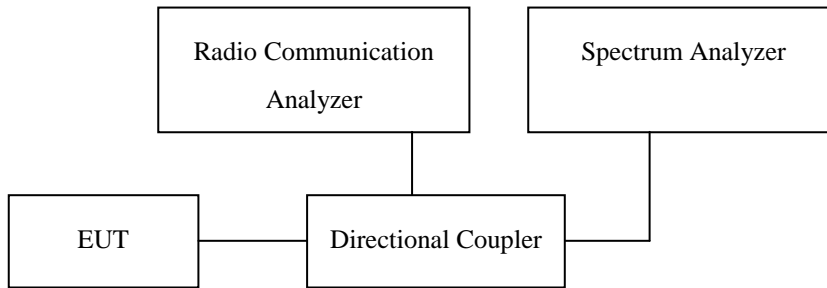 Radio Communication
Analyzer
Spectrum Analyzer
EUT
Directional Coupler